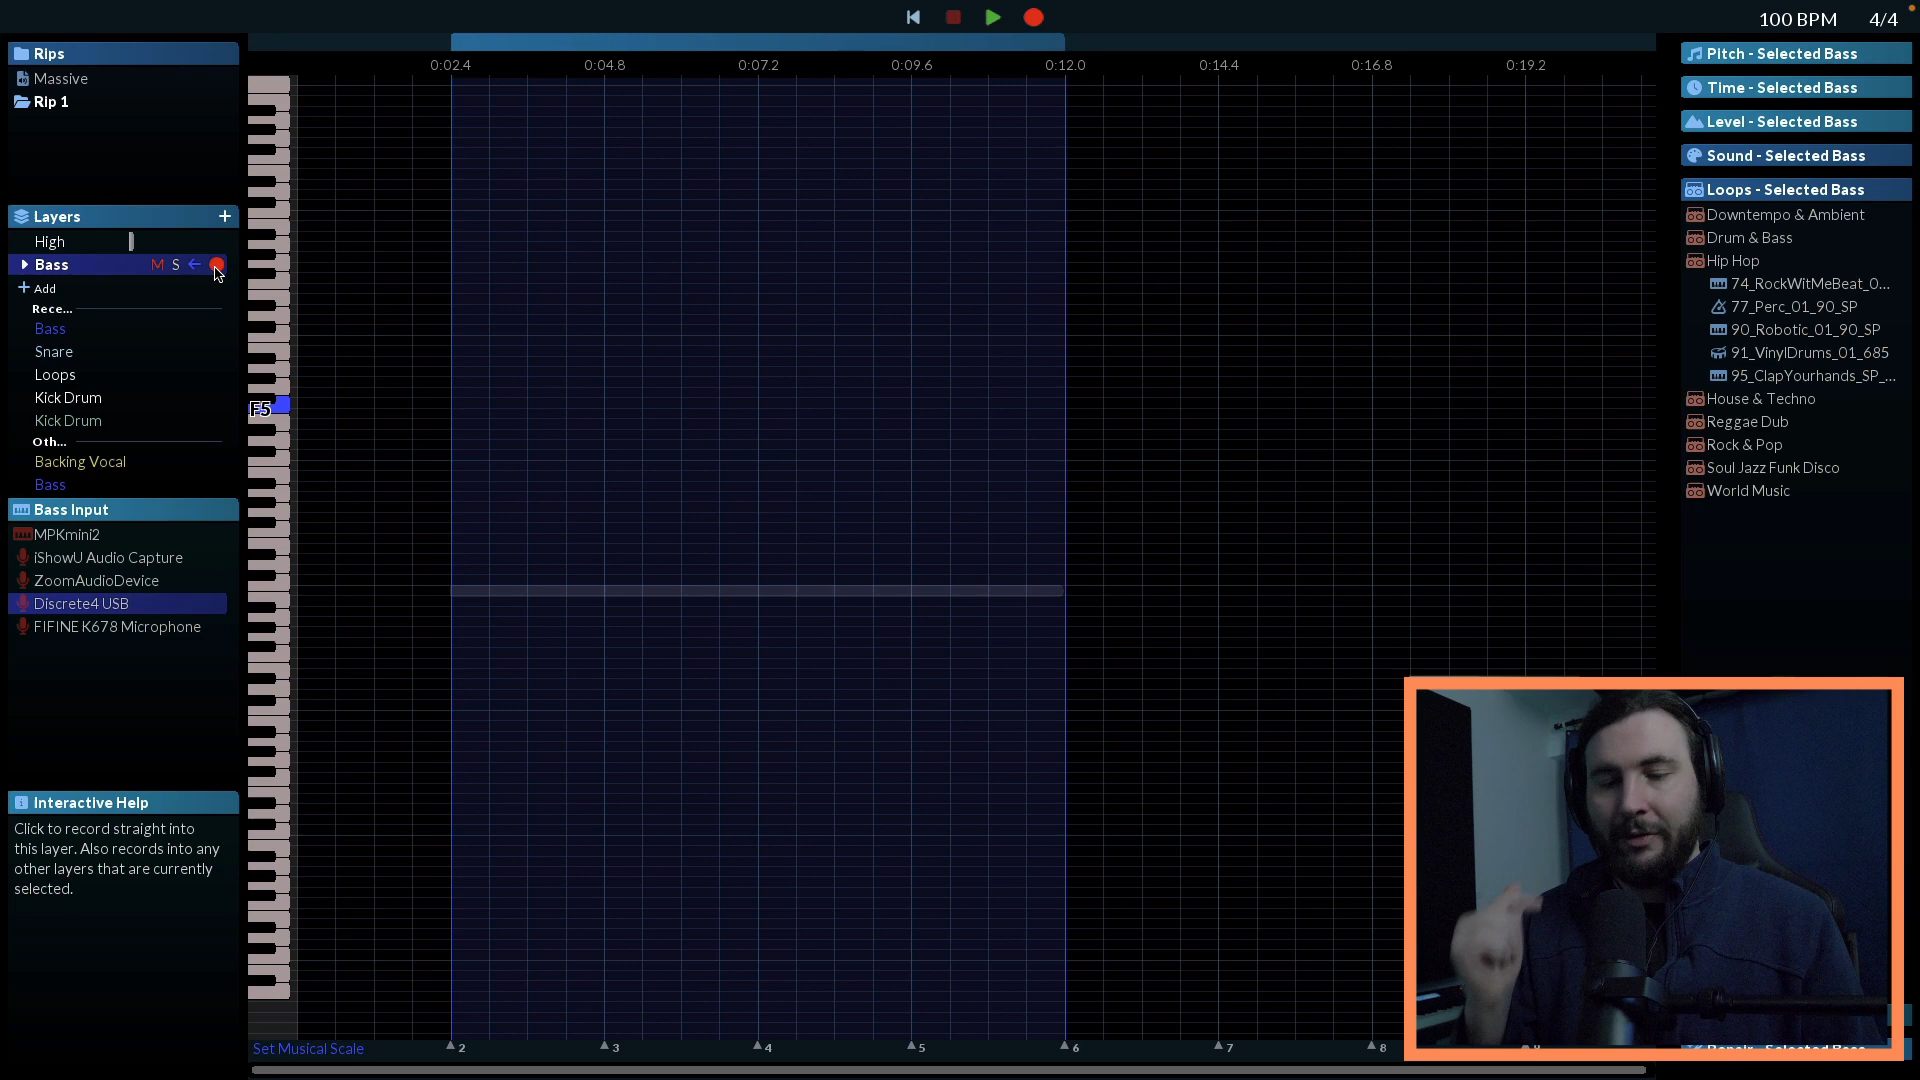 100 BPM 4/4
Rips
Massive
Rip 1
Layers
High
Bass M S
Add
Rece...
Bass
Snare
Loops
Kick Drum
Kick Drum
Oth...
Backing Vocal
Bass
Bass Input
MPKmini2
iShowU Audio Capture
ZoomAudioDevice
Discrete4 USB
FIFINE K678 Microphone
Interactive Help
Click to record straight into
this layer. Also records into any
other layers that are currently
selected.
0:02.4 0:04.8 0:07.2 0:09.6 0:12.0 0:14.4 0:16.8 0:19.2
F5
Set Musical Scale
2 3 4 5 6 7 8
Pitch - Selected Bass
Time - Selected Bass
Level - Selected Bass
Sound - Selected Bass
Loops - Selected Bass
Downtempo & Ambient
Drum & Bass
Hip Hop
74_RockWitMeBeat_0...
77_Perc_01_90_SP
90_Robotic_01_90_SP
91_VinylDrums_01_685
95_ClapYourhands_SP_...
House & Techno
Reggae Dub
Rock & Pop
Soul Jazz Funk Disco
World Music